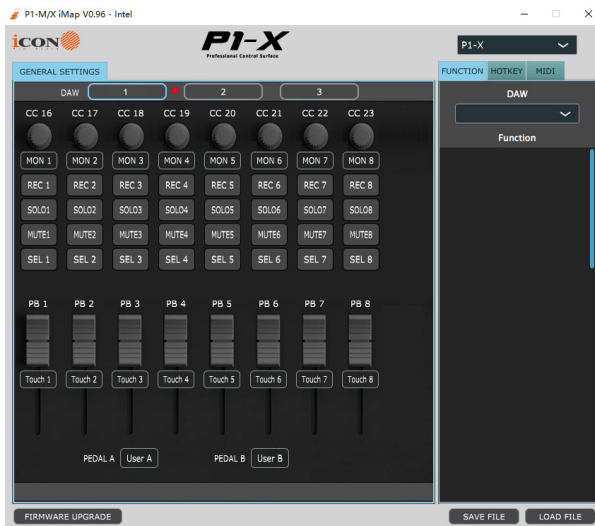 P1-M/X iMap V0.96 - Intel
iCON
P1-X
Professional Control Surface
P1-X
GENERAL SETTINGS
FUNCTION HOTKEY MIDI
DAW 1 2 3
DAW
CC 16 CC 17 CC 18 CC 19 CC 20 CC 21 CC 22 CC 23
Function
MON 1 MON 2 MON 3 MON 4 MON 5 MON 6 MON 7 MON 8
REC 1 REC 2 REC 3 REC 4 REC 5 REC 6 REC 7 REC 8
SOLO1 SOLO2 SOLO3 SOLO4 SOLO5 SOLO6 SOLO7 SOLO8
MUTE1 MUTE2 MUTE3 MUTE4 MUTE5 MUTE6 MUTE7 MUTE8
SEL 1 SEL 2 SEL 3 SEL 4 SEL 5 SEL 6 SEL 7 SEL 8
PB 1 PB 2 PB 3 PB 4 PB 5 PB 6 PB 7 PB 8
Touch 1 Touch 2 Touch 3 Touch 4 Touch 5 Touch 6 Touch 7 Touch 8
PEDAL A User A PEDAL B User B
FIRMWARE UPGRADE SAVE FILE LOAD FILE